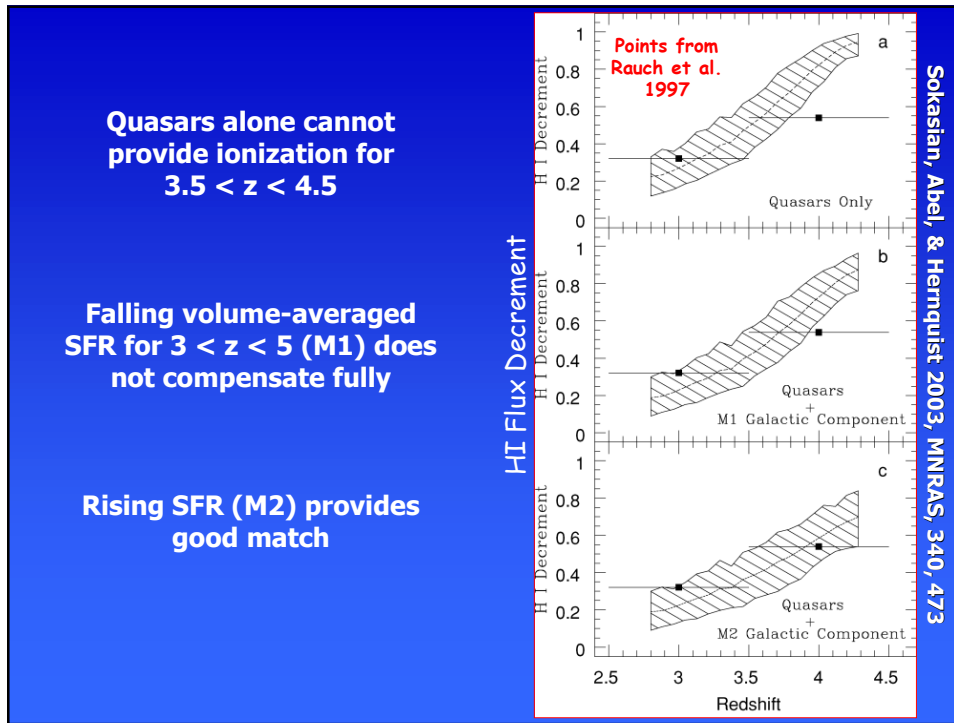 Quasars alone cannot
provide ionization for
3.5 < z < 4.5
Falling volume-averaged
SFR for 3 < z < 5 (M1) does
not compensate fully
Rising SFR (M2) provides
good match
HI Flux Decrement
Points from
Rauch et al.
1997
a
1
0.8
0.6
0.4
0.2
0
H I Decrement
Quasars Only
b
1
0.8
0.6
0.4
0.2
0
H I Decrement
Quasars
+
M1 Galactic Component
c
1
0.8
0.6
0.4
0.2
0
H I Decrement
Quasars
+
M2 Galactic Component
2.5 3 3.5 4 4.5
Redshift
Sokasian, Abel, & Hernquist 2003, MNRAS, 340, 473